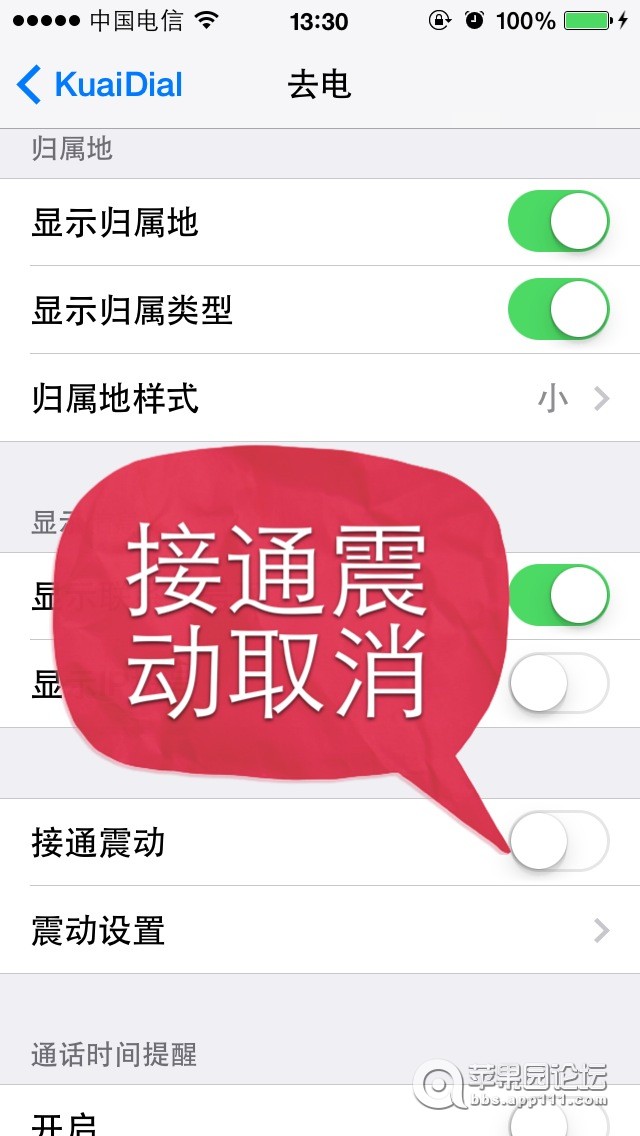 中国电信 13:30 100%
KuaiDial 去电
归属地
显示归属地
显示归属类型
归属地样式 小
显示
接通震
动取消
显示联
显示
接通震动
震动设置
通话时间提醒
苹果园论坛
bbs.app111.com
开启